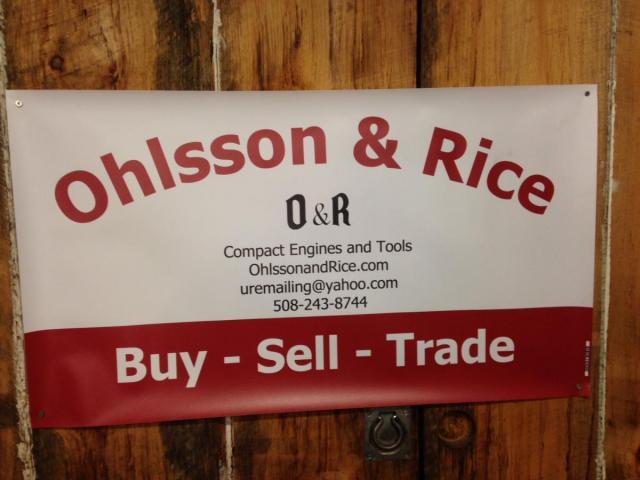 Ohlsson & Rice
O & R
Compact Engines and Tools
OhlssonandRice.com
uremailing@yahoo.com
508-243-8744
Buy - Sell - Trade